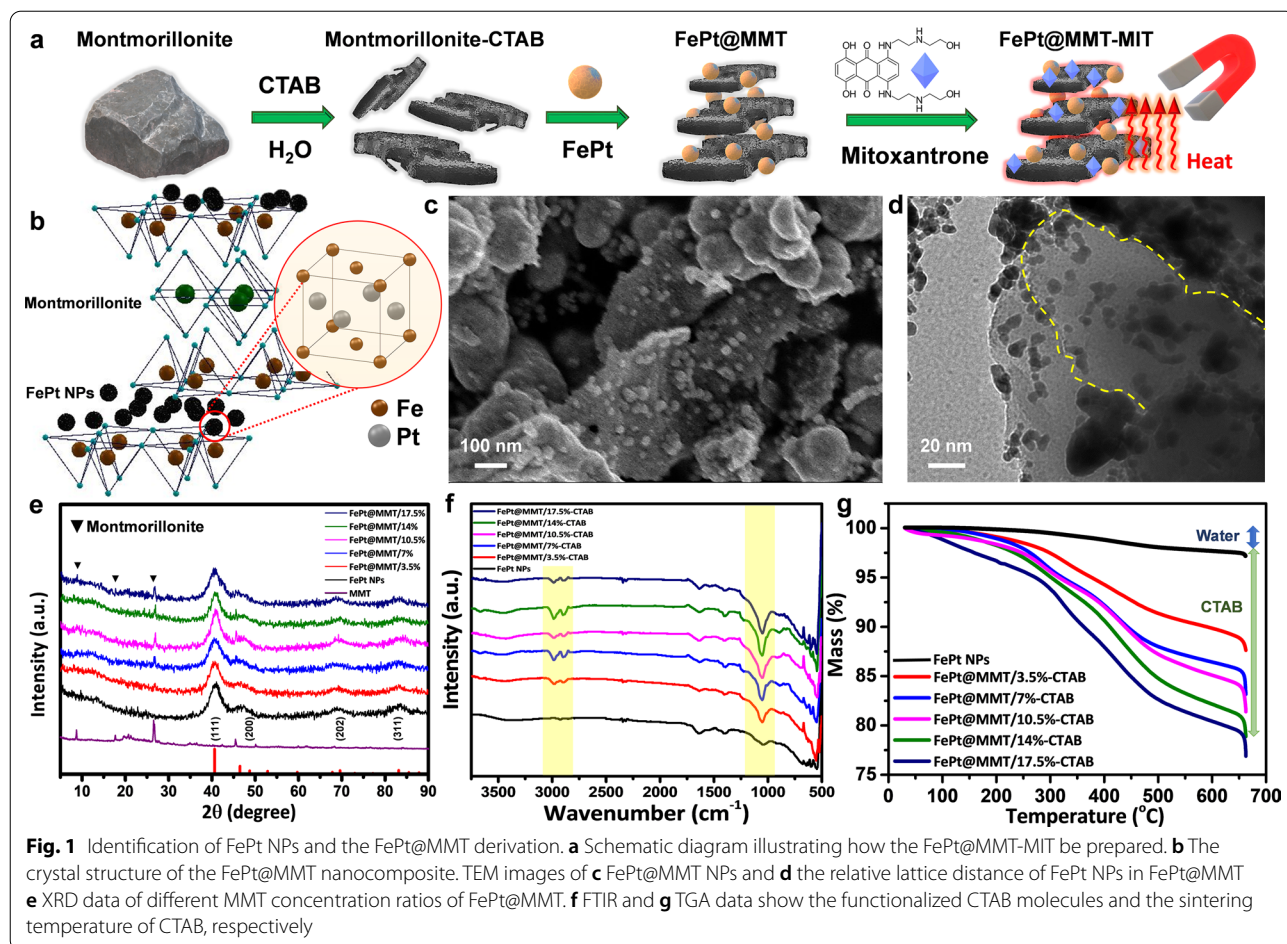 a
Montmorillonite
CTAB
H₂O
Montmorillonite-CTAB
FePt
FePt@MMT
OH O HN N H OH
OH O HN H N OH
Mitoxantrone
FePt@MMT-MIT
Heat
b
Montmorillonite
FePt NPs
Fe
Pt
c
100 nm
d
20 nm
e
▼ Montmorillonite
FePt@MMT/17.5%
FePt@MMT/14%
FePt@MMT/10.5%
FePt@MMT/7%
FePt@MMT/3.5%
FePt NPs
MMT
(111) (200) (202) (311)
Intensity (a.u.)
10 20 30 40 50 60 70 80 90
2θ (degree)
f
FePt@MMT/17.5%-CTAB
FePt@MMT/14%-CTAB
FePt@MMT/10.5%-CTAB
FePt@MMT/7%-CTAB
FePt@MMT/3.5%-CTAB
FePt NPs
Intensity (a.u.)
3750 3000 2500 2000 1500 1000 500
Wavenumber (cm⁻¹)
g
100
95
90
85
80
75
Mass (%)
Water
CTAB
FePt NPs
FePt@MMT/3.5%-CTAB
FePt@MMT/7%-CTAB
FePt@MMT/10.5%-CTAB
FePt@MMT/14%-CTAB
FePt@MMT/17.5%-CTAB
0 100 200 300 400 500 600 700
Temperature (°C)
Fig. 1 Identification of FePt NPs and the FePt@MMT derivation. a Schematic diagram illustrating how the FePt@MMT-MIT be prepared. b The
crystal structure of the FePt@MMT nanocomposite. TEM images of c FePt@MMT NPs and d the relative lattice distance of FePt NPs in FePt@MMT
e XRD data of different MMT concentration ratios of FePt@MMT. f FTIR and g TGA data show the functionalized CTAB molecules and the sintering
temperature of CTAB, respectively